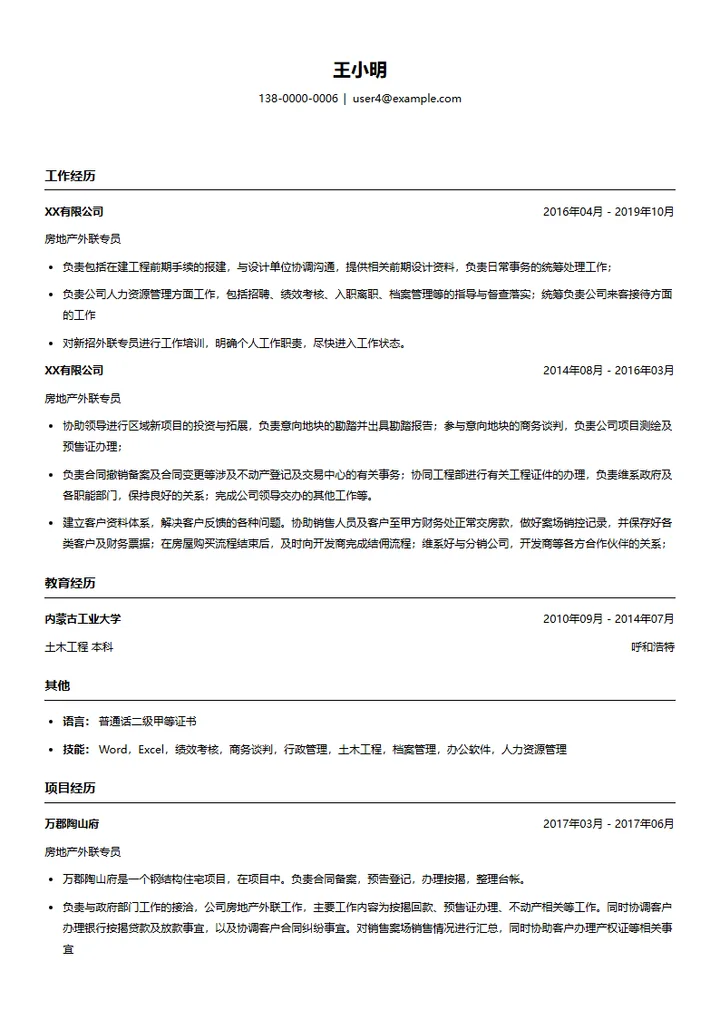 王小明
138-0000-0006 | user4@example.com
工作经历
XX有限公司 2016年04月 - 2019年10月
房地产外联专员
• 负责包括在建工程前期手续的报建，与设计单位协调沟通，提供相关前期设计资料，负责日常事务的统筹处理工作；
• 负责公司人力资源管理方面工作，包括招聘、绩效考核、入职离职、档案管理等的指导与督查落实；统筹负责公司来客接待方面
的工作
• 对新招外联专员进行工作培训，明确个人工作职责，尽快进入工作状态。
XX有限公司 2014年08月 - 2016年03月
房地产外联专员
• 协助领导进行区域新项目的投资与拓展，负责意向地块的勘踏并出具勘踏报告；参与意向地块的商务谈判，负责公司项目测绘及
预售证办理；
• 负责合同撤销备案及合同变更等涉及不动产登记及交易中心的有关事务；协同工程部进行有关工程证件的办理，负责维系政府及
各职能部门，保持良好的关系；完成公司领导交办的其他工作等。
• 建立客户资料体系，解决客户反馈的各种问题。协助销售人员及客户至甲方财务处正常交房款，做好案场销控记录，并保存好各
类客户及财务票据；在房屋购买流程结束后，及时向开发商完成结佣流程；维系好与分销公司，开发商等各方合作伙伴的关系；
教育经历
内蒙古工业大学 2010年09月 - 2014年07月
土木工程 本科 呼和浩特
其他
• 语言： 普通话二级甲等证书
• 技能： Word，Excel，绩效考核，商务谈判，行政管理，土木工程，档案管理，办公软件，人力资源管理
项目经历
万郡陶山府 2017年03月 - 2017年06月
房地产外联专员
• 万郡陶山府是一个钢结构住宅项目，在项目中。负责合同备案，预告登记，办理按揭，整理台帐。
• 负责与政府部门工作的接洽，公司房地产外联工作，主要工作内容为按揭回款、预售证办理、不动产相关等工作。同时协调客户
办理银行按揭贷款及放款事宜，以及协调客户合同纠纷事宜。对销售案场销售情况进行汇总，同时协助客户办理产权证等相关事
宜